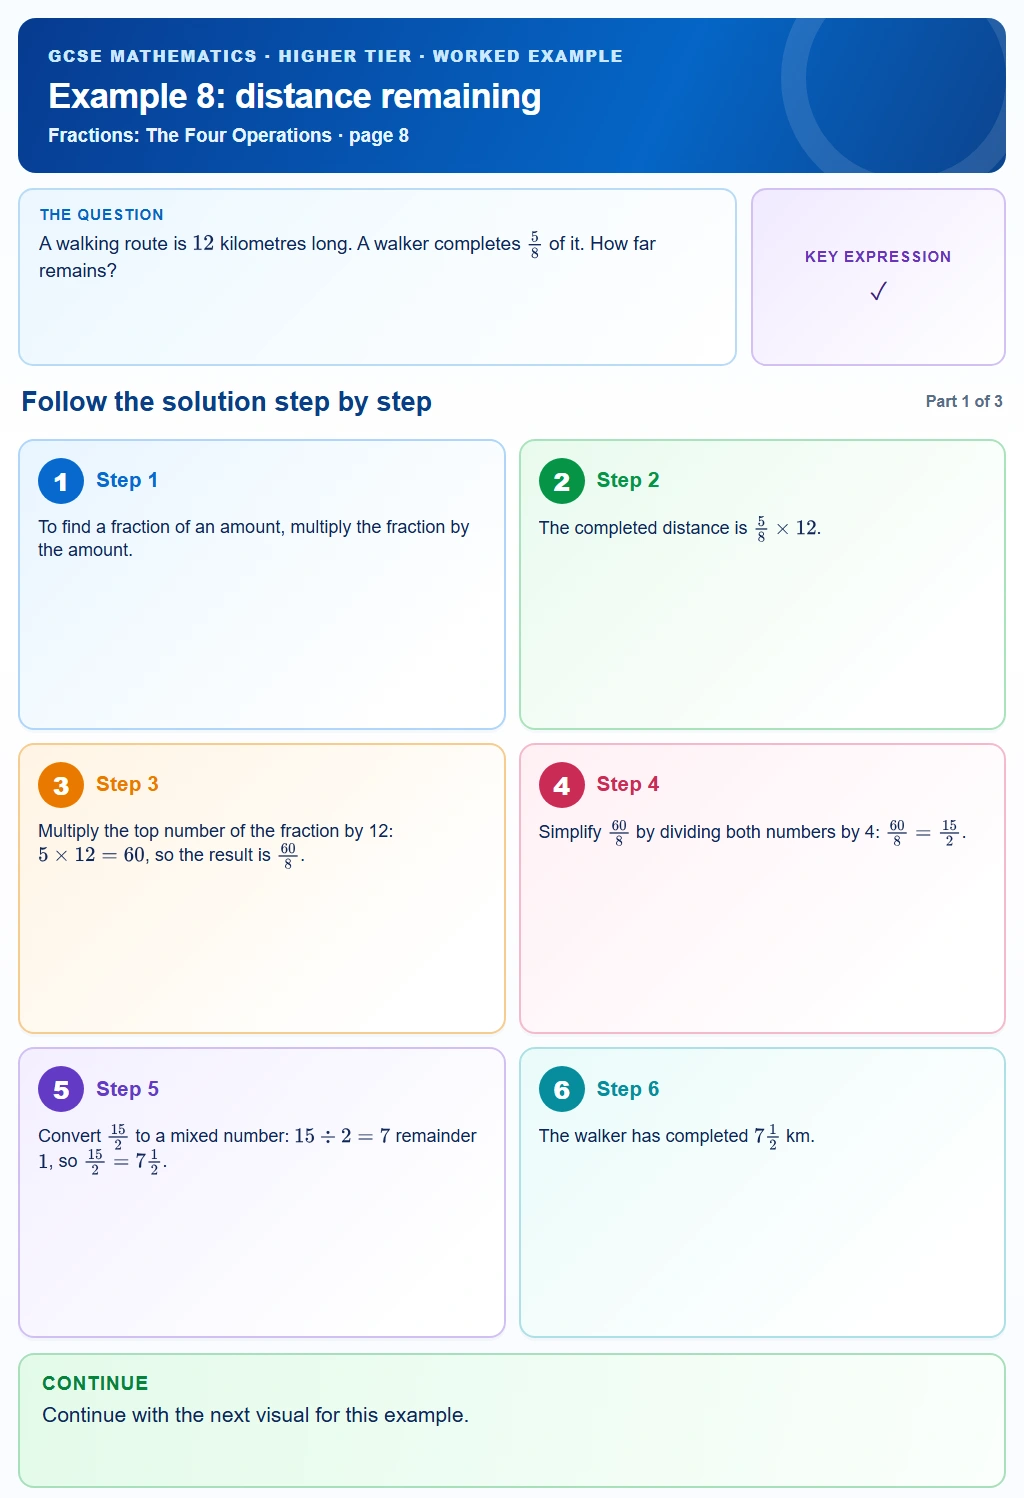 GCSE MATHEMATICS · HIGHER TIER · WORKED EXAMPLE
Example 8: distance remaining
Fractions: The Four Operations · page 8
THE QUESTION
A walking route is 12 kilometres long. A walker completes 5/8 of it. How far
remains?
KEY EXPRESSION
✓
Follow the solution step by step
Part 1 of 3
1 Step 1
To find a fraction of an amount, multiply the fraction by
the amount.
2 Step 2
The completed distance is 5/8 × 12.
3 Step 3
Multiply the top number of the fraction by 12:
5 × 12 = 60, so the result is 60/8.
4 Step 4
Simplify 60/8 by dividing both numbers by 4: 60/8 = 15/2.
5 Step 5
Convert 15/2 to a mixed number: 15 ÷ 2 = 7 remainder
1, so 15/2 = 7 1/2.
6 Step 6
The walker has completed 7 1/2 km.
CONTINUE
Continue with the next visual for this example.